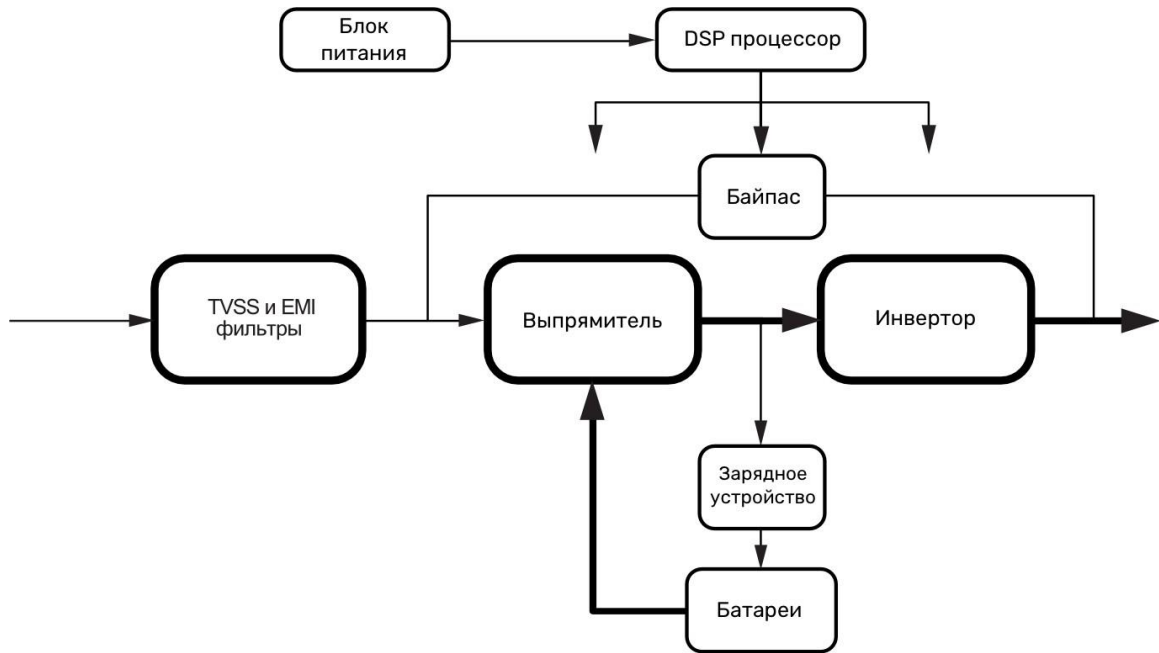 Блок
питания
DSP процессор
Байпас
TVSS и EMI
фильтры
Выпрямитель
Инвертор
Зарядное
устройство
Батареи